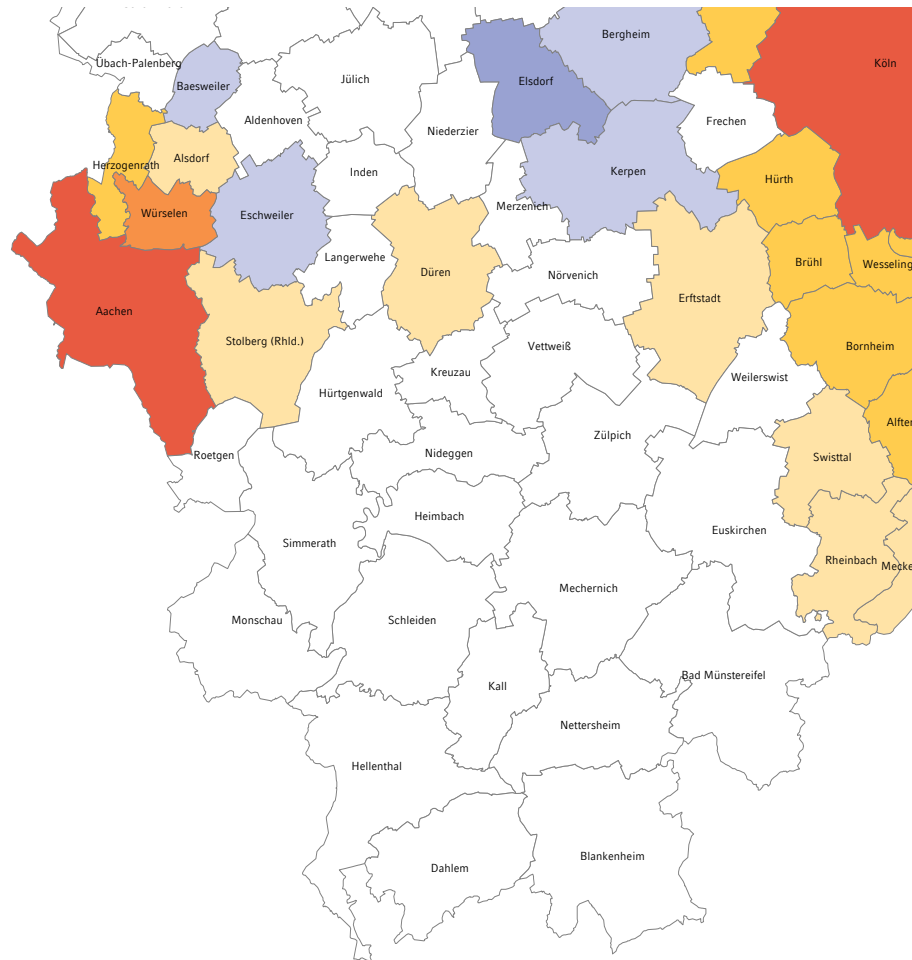 Bergheim
Übach-Palenberg
Köln
Jülich
Elsdorf
Baesweiler
Aldenhoven
Frechen
Niederzier
Alsdorf
Herzogenrath
Inden
Kerpen
Hürth
Merzenich
Würselen
Eschweiler
Langerwehe
Brühl
Wesseling
Düren
Nörvenich
Erftstadt
Aachen
Stolberg (Rhld.)
Vettweiß
Bornheim
Kreuzau
Weilerswist
Hürtgenwald
Alfter
Zülpich
Roetgen
Nideggen
Swisttal
Heimbach
Euskirchen
Simmerath
Rheinbach
Mecke
Mechernich
Monschau
Schleiden
Bad Münstereifel
Kall
Nettersheim
Hellenthal
Blankenheim
Dahlem